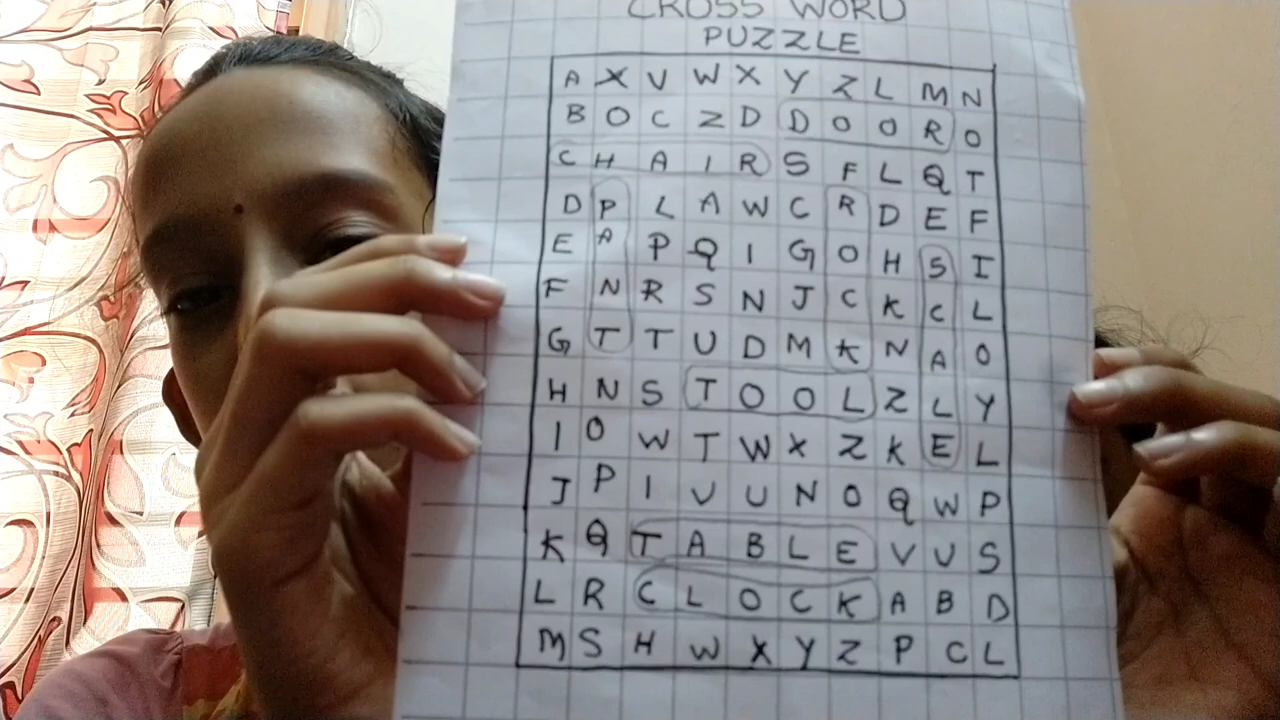 CROSS WORD
PUZZLE
A X V W X Y Z L M N
B O C Z D D O O R O
C H A I R S F L Q T
D P L A W C R D E F
E A P Q I G O H S I
F N R S N J C K C L
G T T U D M K N A O
H N S T O O L Z L Y
I O W T W X Z K E L
J P I V U N O Q W P
K Q T A B L E V U S
L R C L O C K A B D
M S H W X Y Z P C L